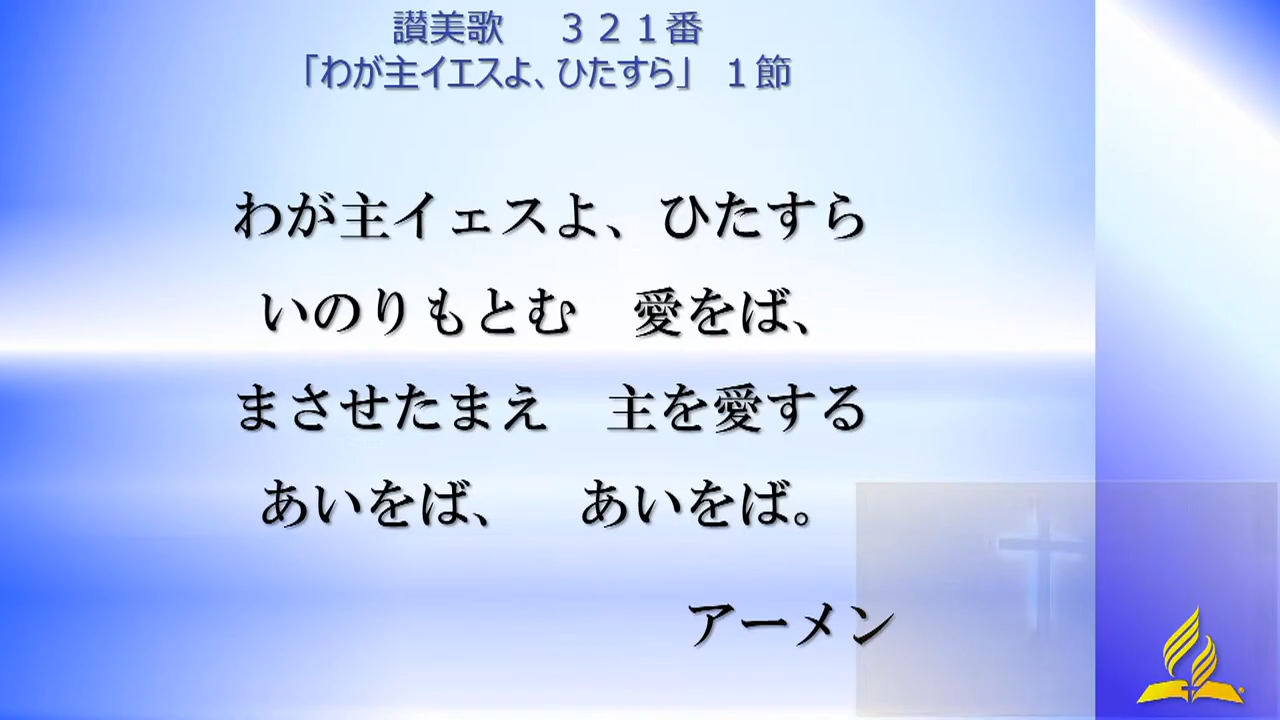 讃美歌　３２１番
「わが主イエスよ、ひたすら」　１節
わが主イェスよ、ひたすら
いのりもとむ　愛をば、
まさせたまえ　主を愛する
あいをば、　あいをば。
アーメン